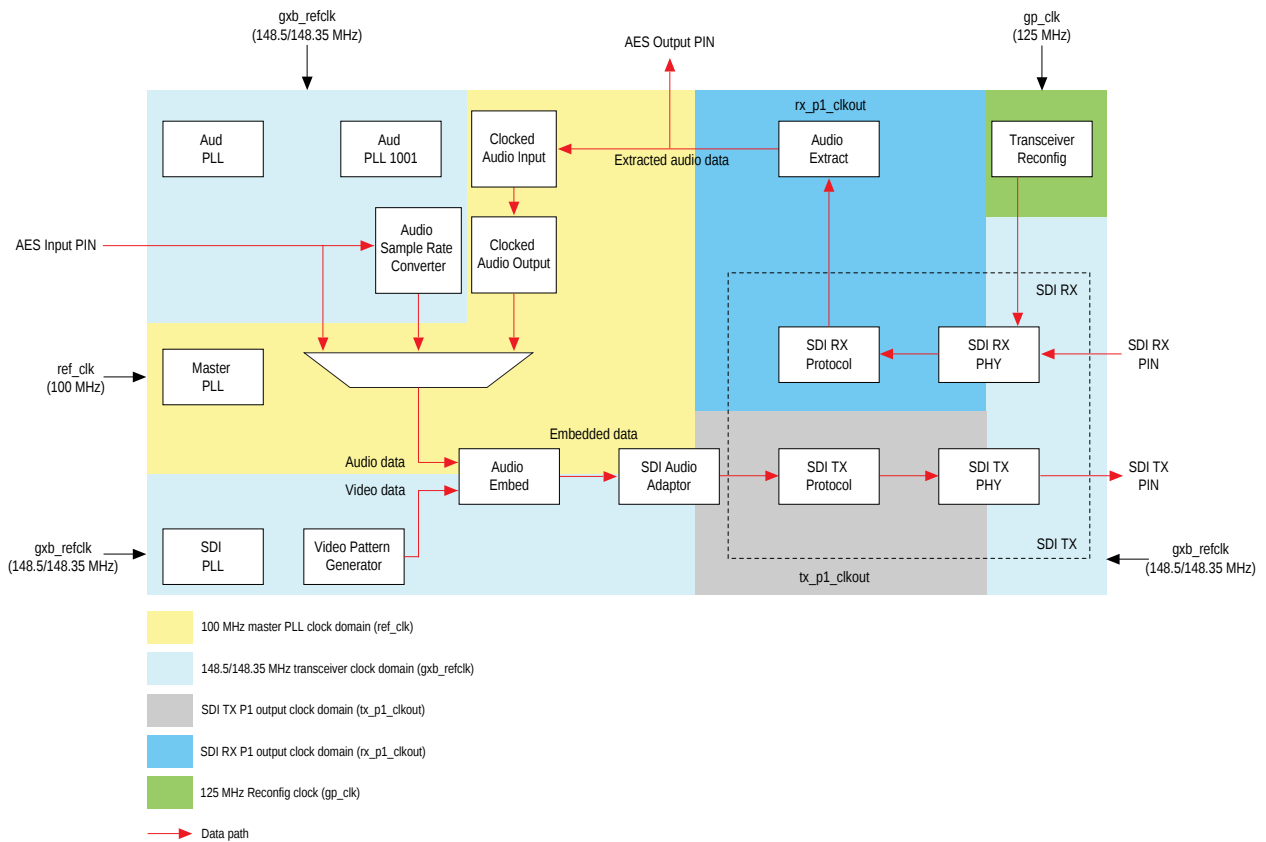 gxb_refclk
(148.5/148.35 MHz)
gp_clk
(125 MHz)
AES Output PIN
rx_p1_clkout
Aud
PLL
Aud
PLL 1001
Clocked
Audio Input
Extracted audio data
Audio
Extract
Transceiver
Reconfig
AES Input PIN
Audio
Sample Rate
Converter
Clocked
Audio Output
SDI RX
ref_clk
(100 MHz)
Master
PLL
SDI RX
Protocol
SDI RX
PHY
SDI RX
PIN
Embedded data
Audio data
Video data
Audio
Embed
SDI Audio
Adaptor
SDI TX
Protocol
SDI TX
PHY
SDI TX
PIN
gxb_refclk
(148.5/148.35 MHz)
SDI
PLL
Video Pattern
Generator
SDI TX
tx_p1_clkout
gxb_refclk
(148.5/148.35 MHz)
100 MHz master PLL clock domain (ref_clk)
148.5/148.35 MHz transceiver clock domain (gxb_refclk)
SDI TX P1 output clock domain (tx_p1_clkout)
SDI RX P1 output clock domain (rx_p1_clkout)
125 MHz Reconfig clock (gp_clk)
Data path